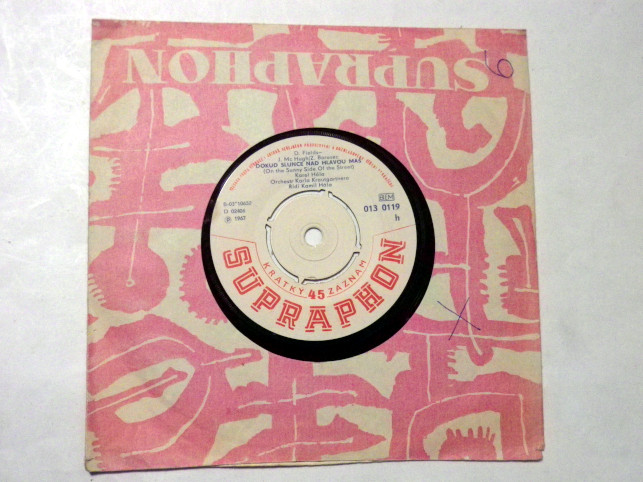 SUPRAPHON
6
D. Fields-
J. Mc Hugh/Z. Borovec
DOKUD SLUNCE NAD HLAVOU MÁŠ
(On the Sunny Side Of the Street)
Karel Hála
Orchestr Karla Krautgartnera
Řídí Kamil Hála
℗ 1967
013 0119
h
KRÁTKÝ 45 ZÁZNAM
SUPRAPHON
X